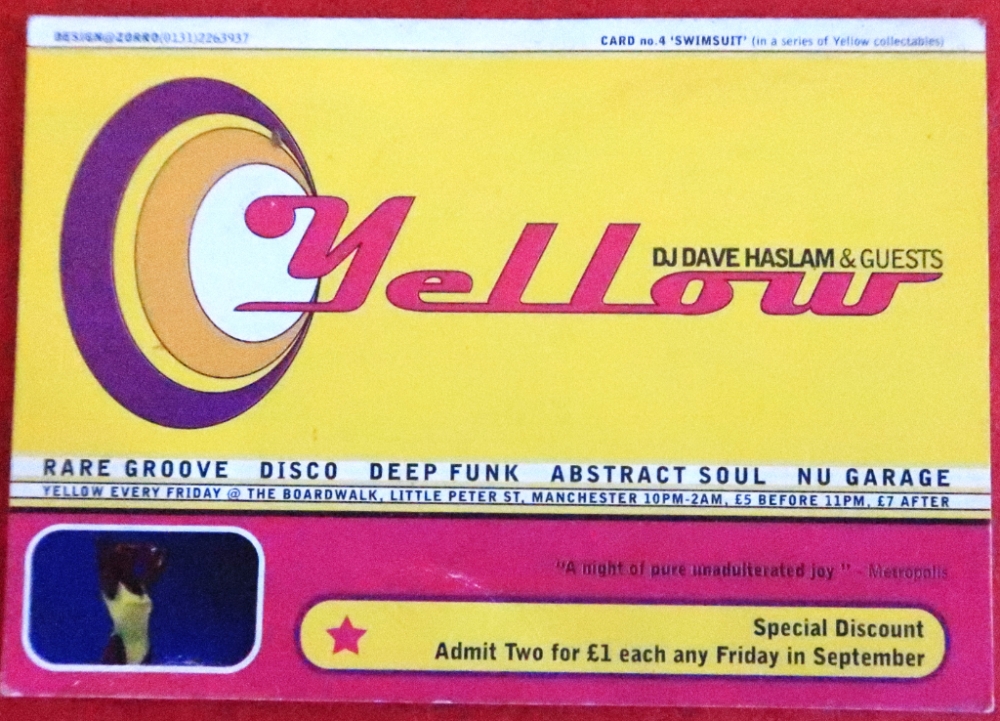 DESIGN@ZORRO(0131)2263937
CARD no.4 'SWIMSUIT' (in a series of Yellow collectables)
Yellow
DJ DAVE HASLAM & GUESTS
RARE GROOVE DISCO DEEP FUNK ABSTRACT SOUL NU GARAGE
YELLOW EVERY FRIDAY @ THE BOARDWALK, LITTLE PETER ST, MANCHESTER 10PM-2AM, £5 BEFORE 11PM, £7 AFTER
"A night of pure unadulterated joy " - Metropolis
Special Discount
Admit Two for £1 each any Friday in September